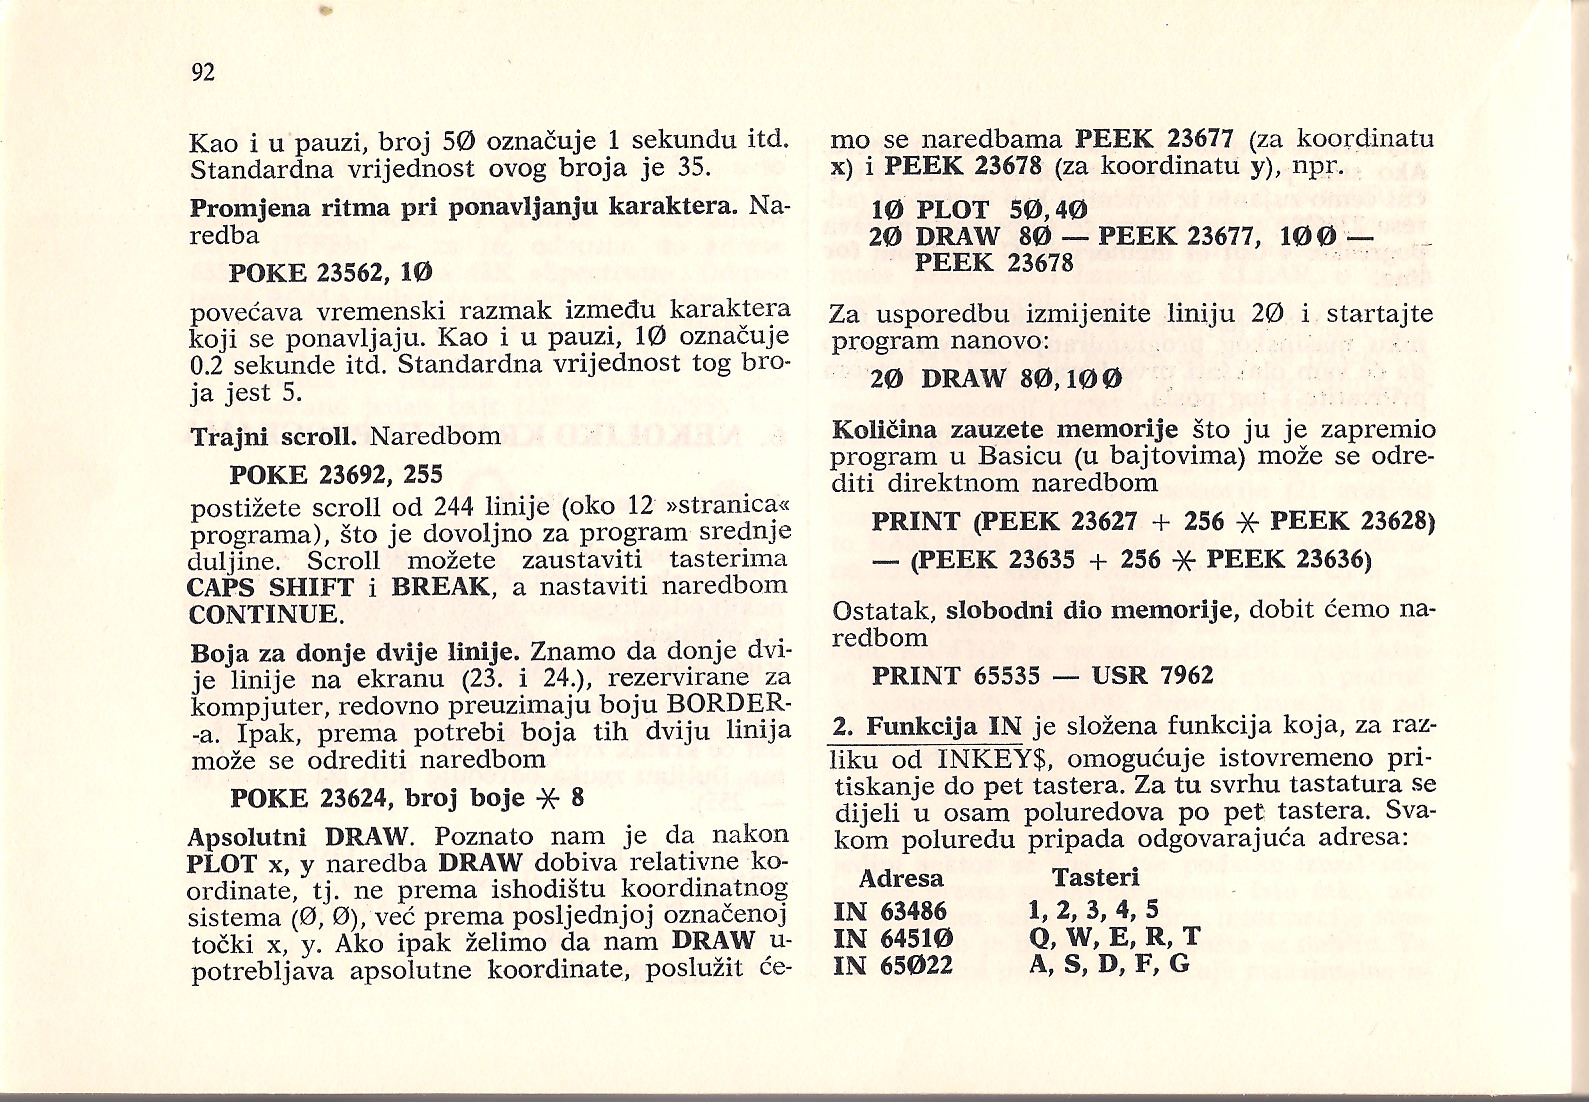 92
Kao i u pauzi, broj 5Ø označuje 1 sekundu itd.
Standardna vrijednost ovog broja je 35.
Promjena ritma pri ponavljanju karaktera. Na-
redba
POKE 23562, 1Ø
povećava vremenski razmak između karaktera
koji se ponavljaju. Kao i u pauzi, 1Ø označuje
0.2 sekunde itd. Standardna vrijednost tog bro-
ja jest 5.
Trajni scroll. Naredbom
POKE 23692, 255
postižete scroll od 244 linije (oko 12 »stranica«
programa), što je dovoljno za program srednje
duljine. Scroll možete zaustaviti tasterima
CAPS SHIFT i BREAK, a nastaviti naredbom
CONTINUE.
Boja za donje dvije linije. Znamo da donje dvi-
je linije na ekranu (23. i 24.), rezervirane za
kompjuter, redovno preuzimaju boju BORDER-
-a. Ipak, prema potrebi boja tih dviju linija
može se odrediti naredbom
POKE 23624, broj boje * 8
Apsolutni DRAW. Poznato nam je da nakon
PLOT x, y naredba DRAW dobiva relativne ko-
ordinate, tj. ne prema ishodištu koordinatnog
sistema (Ø, Ø), već prema posljednjoj označenoj
točki x, y. Ako ipak želimo da nam DRAW u-
potrebljava apsolutne koordinate, poslužit će-
mo se naredbama PEEK 23677 (za koordinatu
x) i PEEK 23678 (za koordinatu y), npr.
1Ø PLOT 5Ø,4Ø
2Ø DRAW 8Ø — PEEK 23677, 1ØØ —
PEEK 23678
Za usporedbu izmijenite liniju 2Ø i startajte
program nanovo:
2Ø DRAW 8Ø,1ØØ
Količina zauzete memorije što ju je zapremio
program u Basicu (u bajtovima) može se odre-
diti direktnom naredbom
PRINT (PEEK 23627 + 256 * PEEK 23628)
— (PEEK 23635 + 256 * PEEK 23636)
Ostatak, slobodni dio memorije, dobit ćemo na-
redbom
PRINT 65535 — USR 7962
2. Funkcija IN je složena funkcija koja, za raz-
liku od INKEY$, omogućuje istovremeno pri-
tiskanje do pet tastera. Za tu svrhu tastatura se
dijeli u osam poluredova po pet tastera. Sva-
kom poluredu pripada odgovarajuća adresa:
Adresa Tasteri
IN 63486 1, 2, 3, 4, 5
IN 6451Ø Q, W, E, R, T
IN 65Ø22 A, S, D, F, G